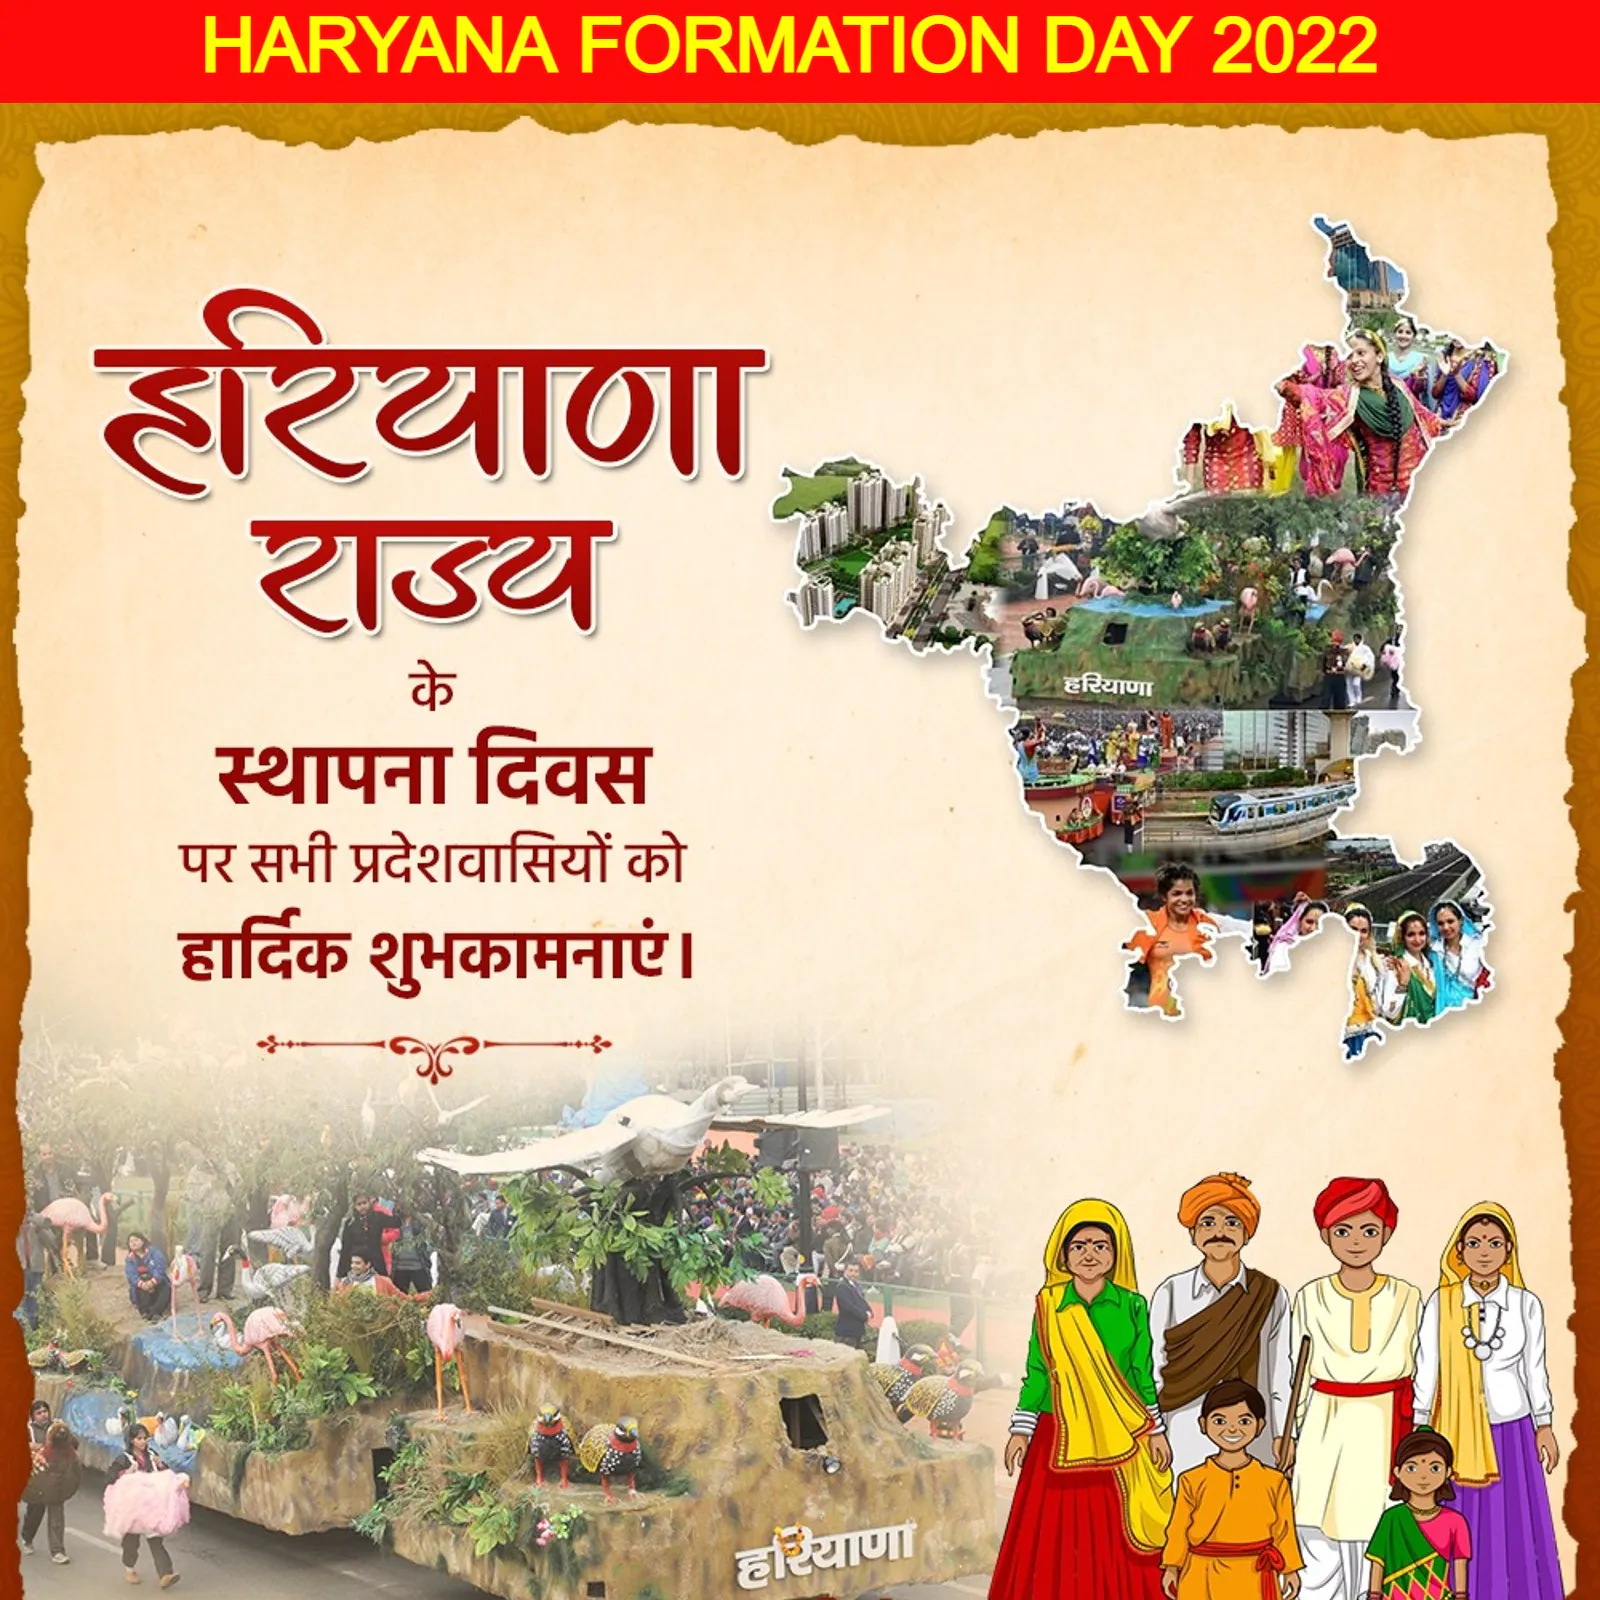 HARYANA FORMATION DAY 2022
हरियाणा
राज्य
के
स्थापना दिवस
पर सभी प्रदेशवासियों को
हार्दिक शुभकामनाएं।
हरियाणा
हरियाणा